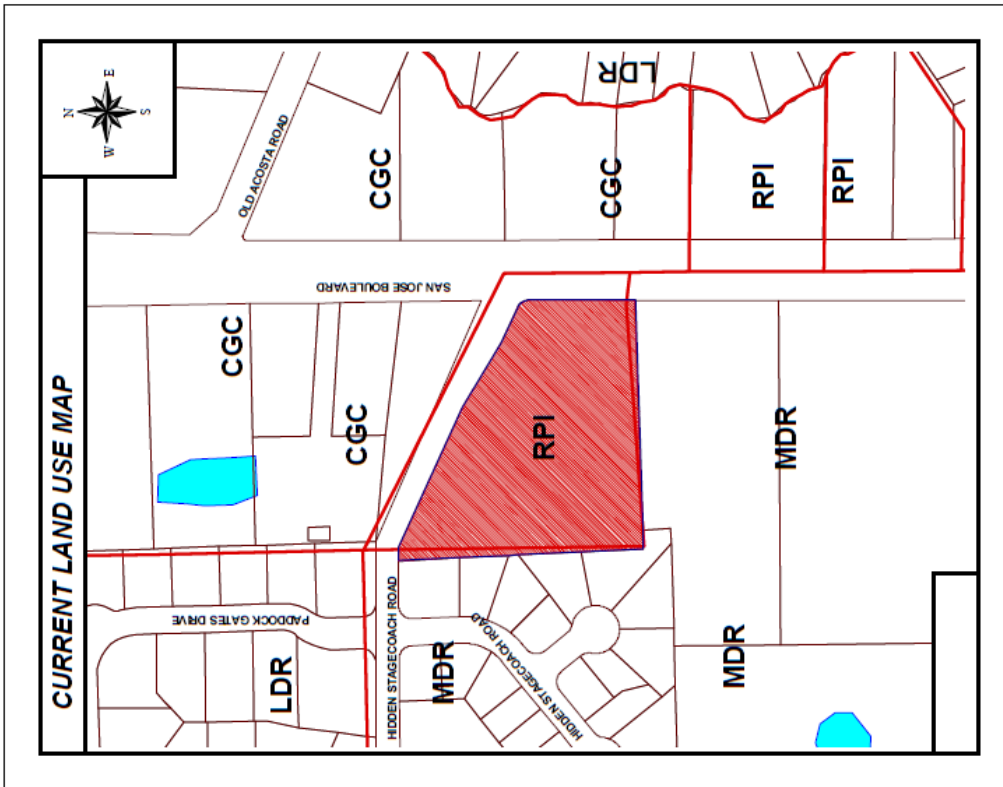 CURRENT LAND USE MAP
N
E
S
W
OLD ACOSTA ROAD
LDR
CGC
CGC
RPI
RPI
SAN JOSE BOULEVARD
CGC
CGC
RPI
MDR
PADDOCK GATES DRIVE
LDR
HIDDEN STAGECOACH ROAD
MDR
HIDDEN STAGECOACH ROAD
MDR